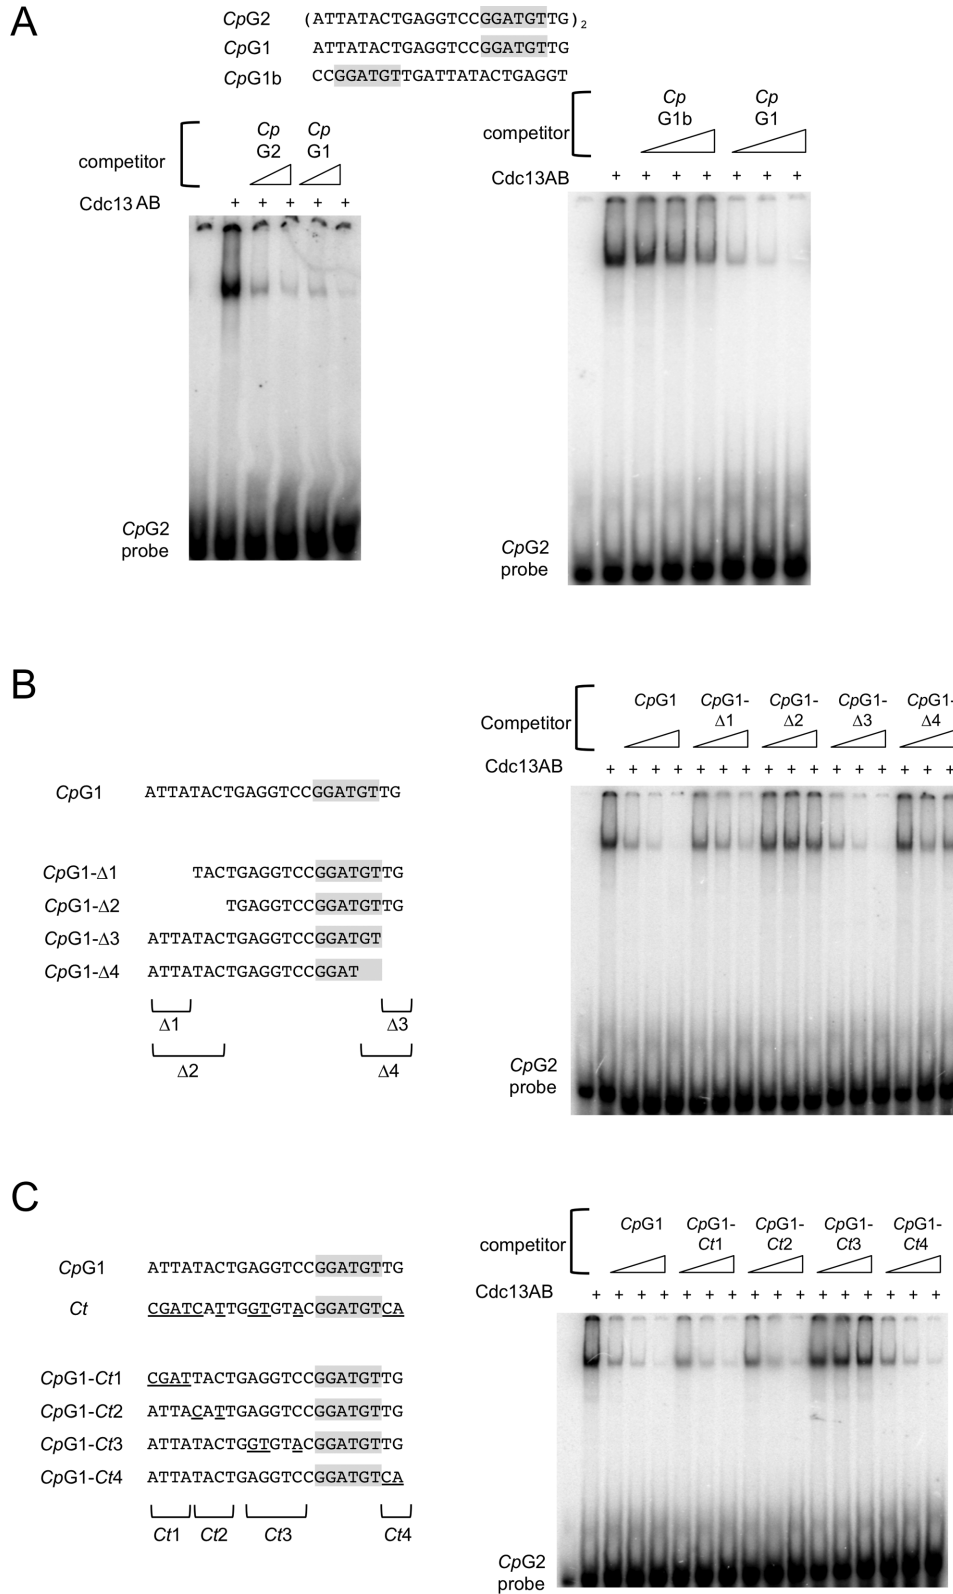 A
CpG2 (ATTATACTGAGGTCCGGATGTTG)2
CpG1 ATTATACTGAGGTCCGGATGTTG
CpG1b CCGGATGTTGATTATACTGAGGT
competitor Cp G2 Cp G1
Cdc13AB + + + + +
CpG2 probe
competitor Cp G1b Cp G1
Cdc13AB + + + + + + +
CpG2 probe
B
CpG1 ATTATACTGAGGTCCGGATGTTG
CpG1-Δ1 TACTGAGGTCCGGATGTTG
CpG1-Δ2 TGAGGTCCGGATGTTG
CpG1-Δ3 ATTATACTGAGGTCCGGATGT
CpG1-Δ4 ATTATACTGAGGTCCGGAT
Δ1 Δ3
Δ2 Δ4
Competitor CpG1 CpG1-Δ1 CpG1-Δ2 CpG1-Δ3 CpG1-Δ4
Cdc13AB + + + + + + + + + + + + + + + +
CpG2 probe
C
CpG1 ATTATACTGAGGTCCGGATGTTG
Ct CGATCATTGGTGTACGGATGTCA
CpG1-Ct1 CGATTACTGAGGTCCGGATGTTG
CpG1-Ct2 ATTACATTGAGGTCCGGATGTTG
CpG1-Ct3 ATTATACTGGTGTACGGATGTTG
CpG1-Ct4 ATTATACTGAGGTCCGGATGTCA
Ct1 Ct2 Ct3 Ct4
competitor CpG1 CpG1-Ct1 CpG1-Ct2 CpG1-Ct3 CpG1-Ct4
Cdc13AB + + + + + + + + + + + + + + + +
CpG2 probe